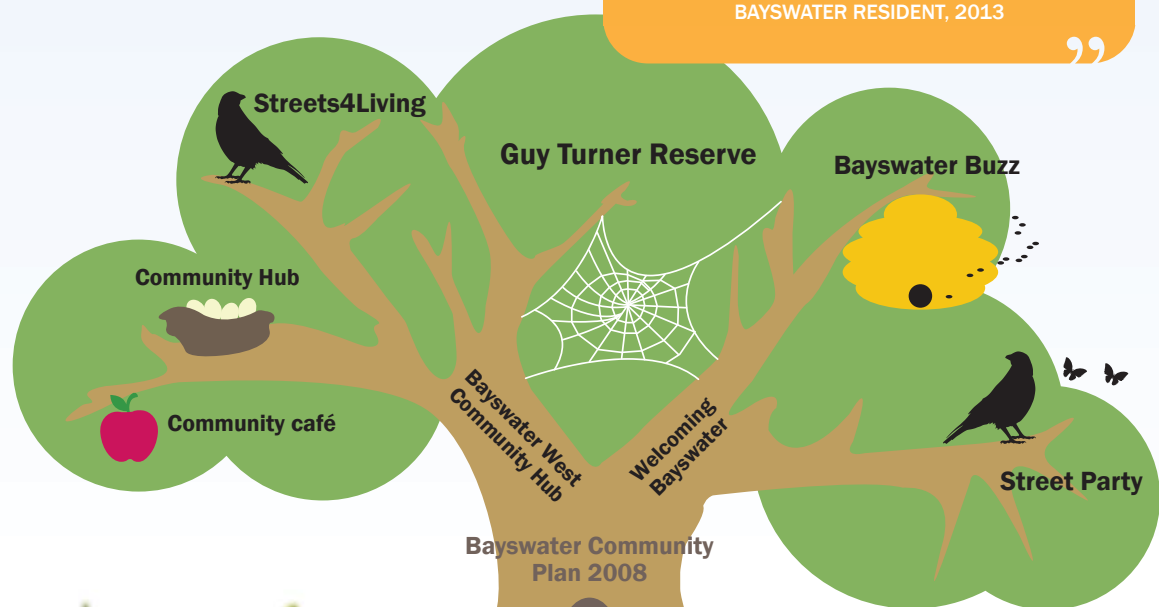 BAYSWATER RESIDENT, 2013
”
Streets4Living
Guy Turner Reserve
Bayswater Buzz
Community Hub
Community café
Bayswater West
Community Hub
Welcoming
Bayswater
Street Party
Bayswater Community
Plan 2008